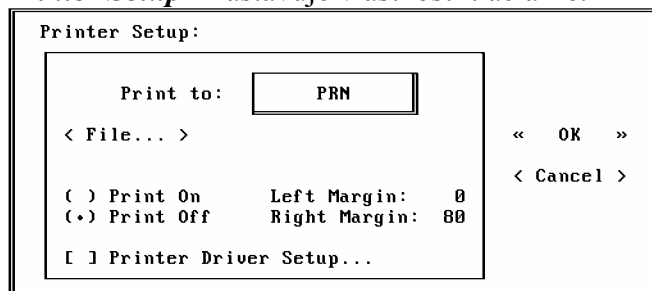 Printer Setup:
Print to: PRN
< File... >
« OK »
< Cancel >
( ) Print On Left Margin: 0
(•) Print Off Right Margin: 80
[ ] Printer Driver Setup...